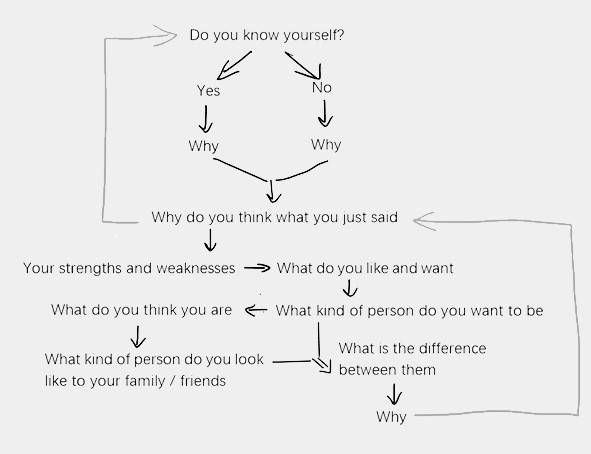 Do you know yourself?
Yes
No
Why
Why
Why do you think what you just said
Your strengths and weaknesses
What do you like and want
What do you think you are
What kind of person do you want to be
What kind of person do you look
like to your family / friends
What is the difference
between them
Why